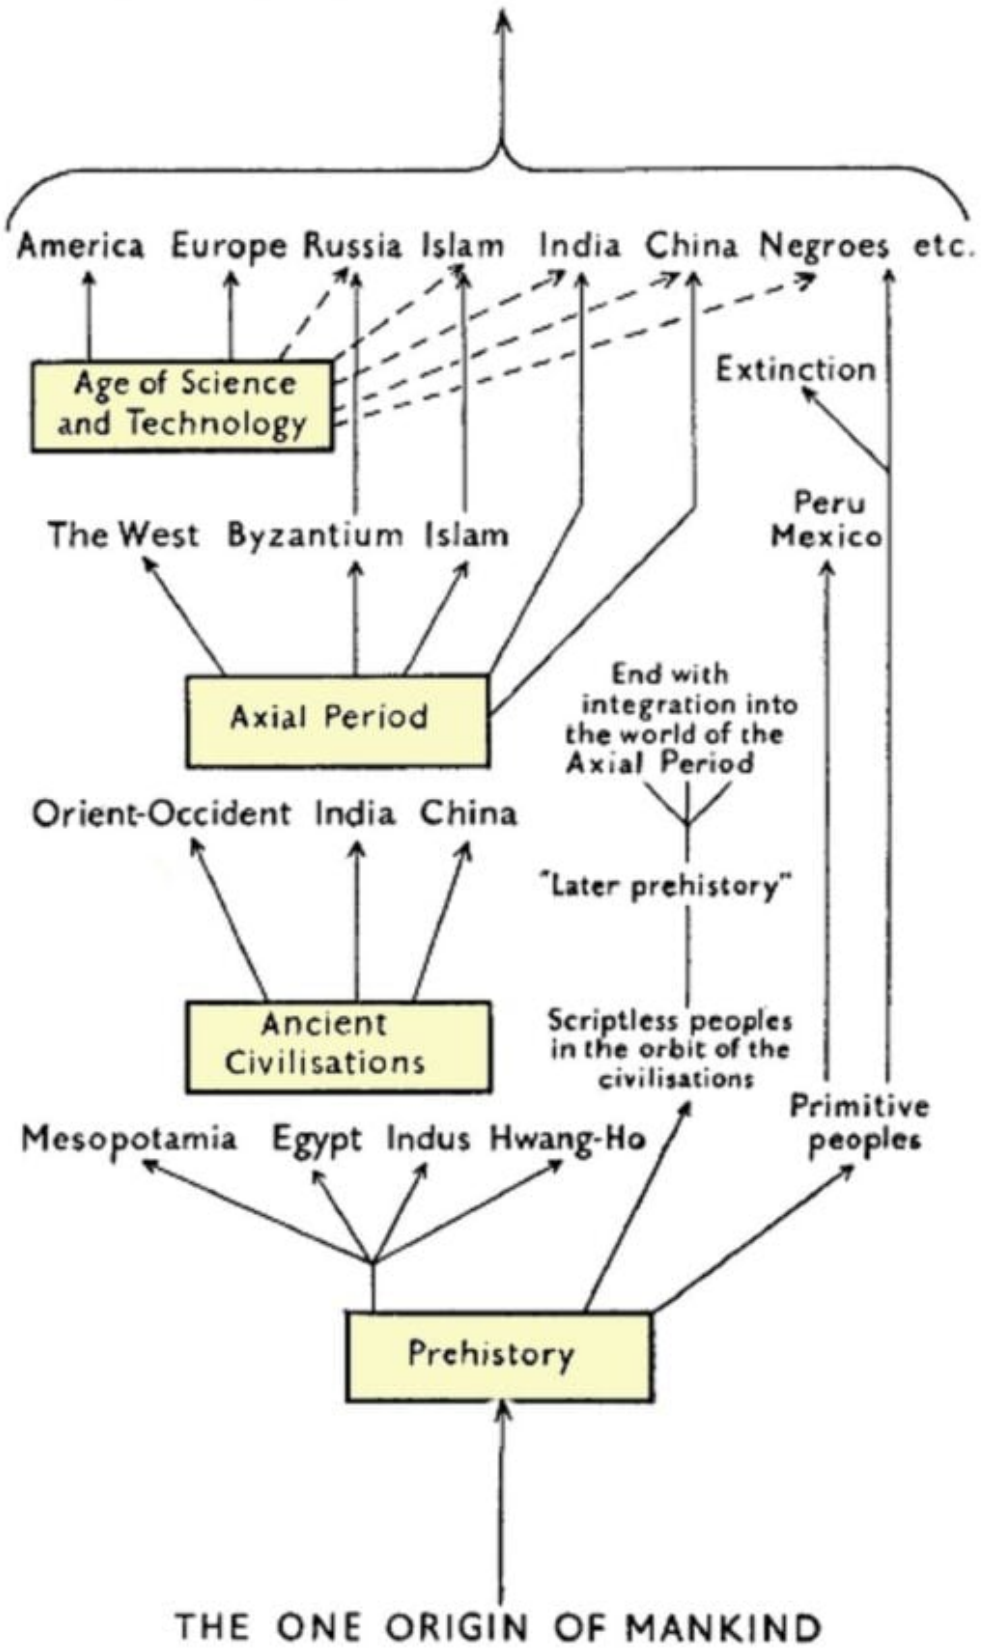 America Europe Russia Islam India China Negroes etc.
Age of Science
and Technology
Extinction
Peru
Mexico
The West Byzantium Islam
Axial Period
End with
integration into
the world of the
Axial Period
Orient-Occident India China
"Later prehistory"
Ancient
Civilisations
Scriptless peoples
in the orbit of the
civilisations
Primitive
peoples
Mesopotamia Egypt Indus Hwang-Ho
Prehistory
THE ONE ORIGIN OF MANKIND